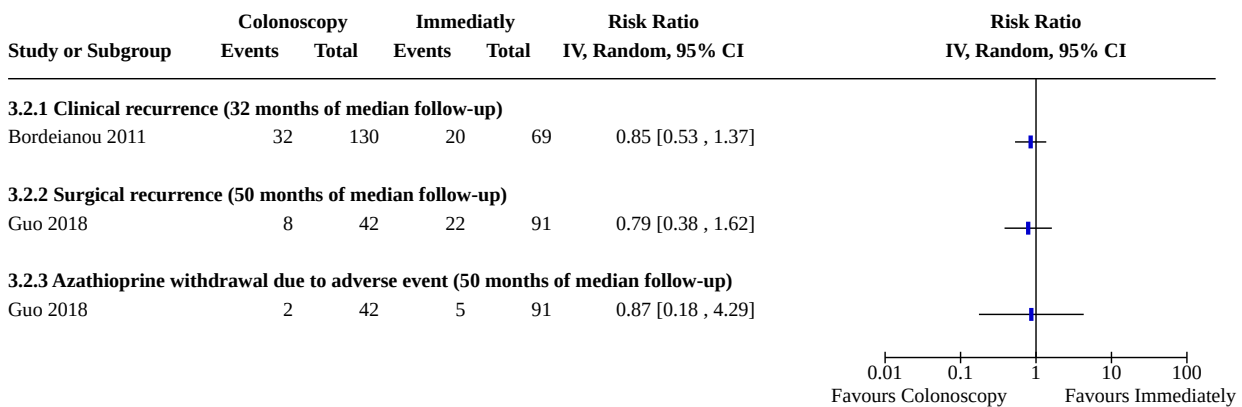 Colonoscopy Immediatly Risk Ratio Risk Ratio
Study or Subgroup Events Total Events Total IV, Random, 95% CI IV, Random, 95% CI
3.2.1 Clinical recurrence (32 months of median follow-up)
Bordeianou 2011 32 130 20 69 0.85 [0.53 , 1.37]
3.2.2 Surgical recurrence (50 months of median follow-up)
Guo 2018 8 42 22 91 0.79 [0.38 , 1.62]
3.2.3 Azathioprine withdrawal due to adverse event (50 months of median follow-up)
Guo 2018 2 42 5 91 0.87 [0.18 , 4.29]
0.01 0.1 1 10 100
Favours Colonoscopy Favours Immediately